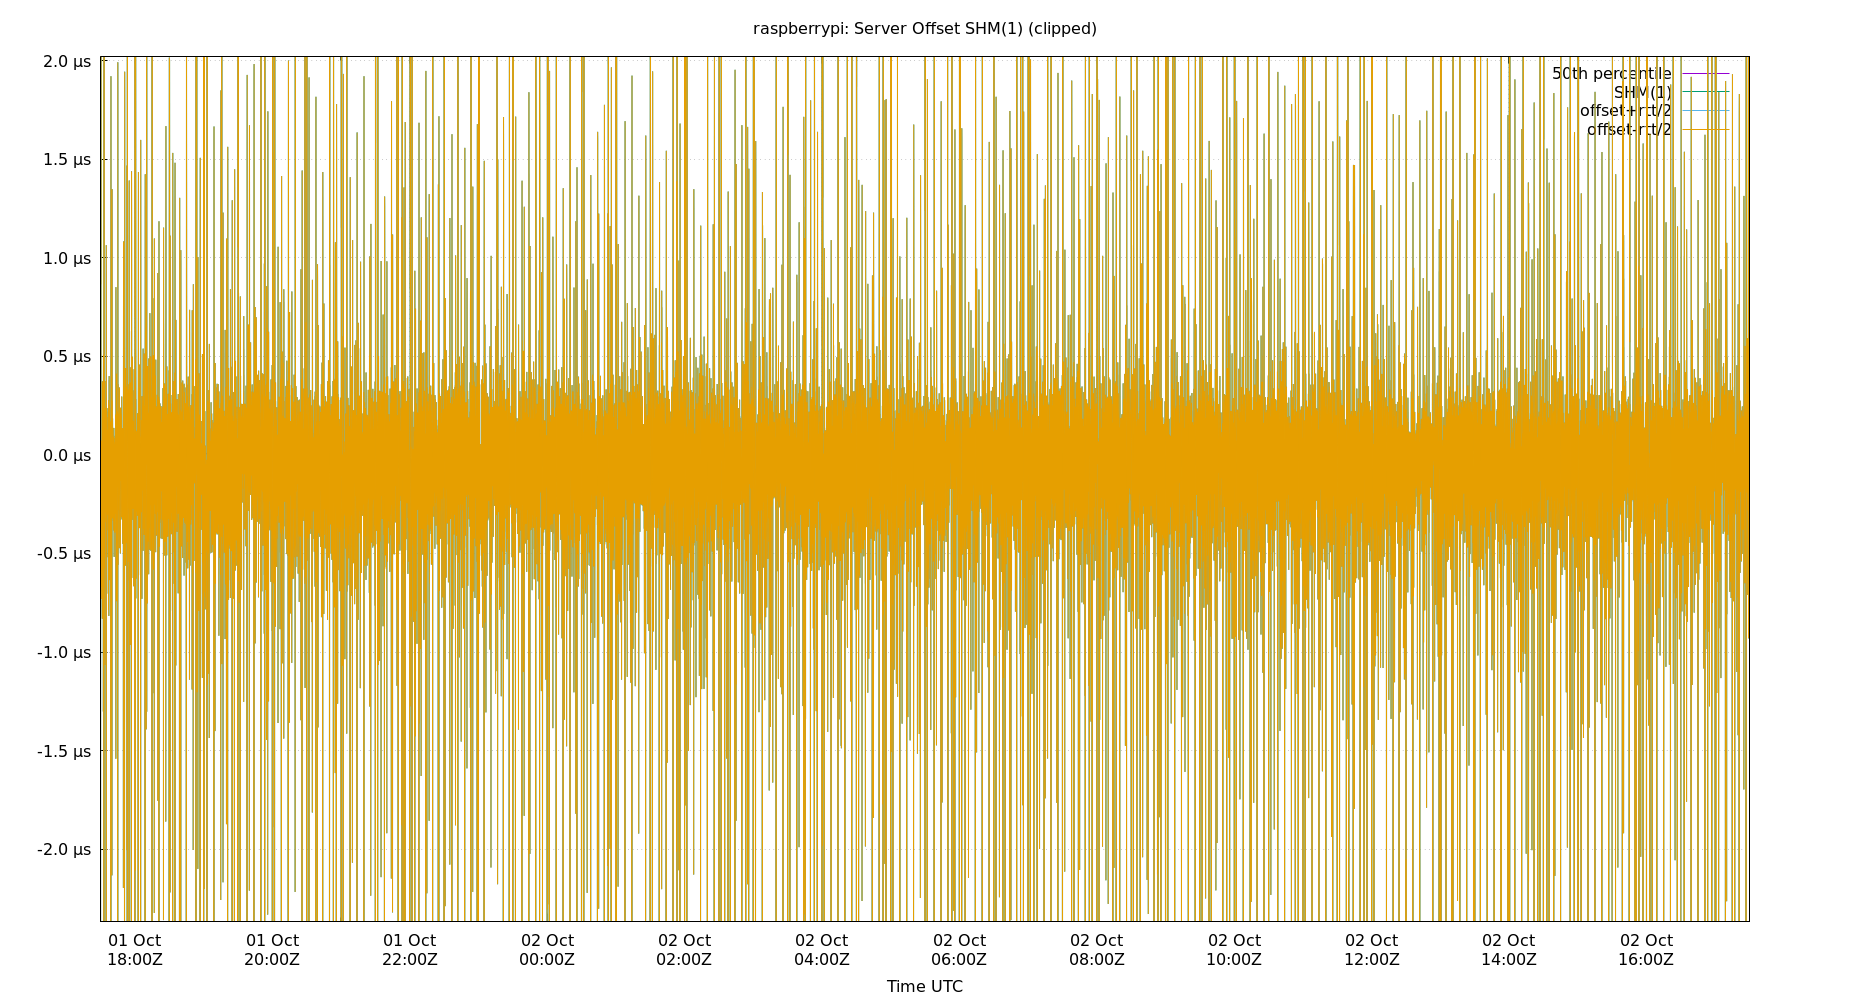 raspberrypi: Server Offset SHM(1) (clipped)
2.0 µs
1.5 µs
1.0 µs
0.5 µs
0.0 µs
-0.5 µs
-1.0 µs
-1.5 µs
-2.0 µs
50th percentile
SHM(1)
offset+rtt/2
offset-rtt/2
01 Oct 01 Oct 01 Oct 02 Oct 02 Oct 02 Oct 02 Oct 02 Oct 02 Oct 02 Oct 02 Oct 02 Oct
18:00Z 20:00Z 22:00Z 00:00Z 02:00Z 04:00Z 06:00Z 08:00Z 10:00Z 12:00Z 14:00Z 16:00Z
Time UTC